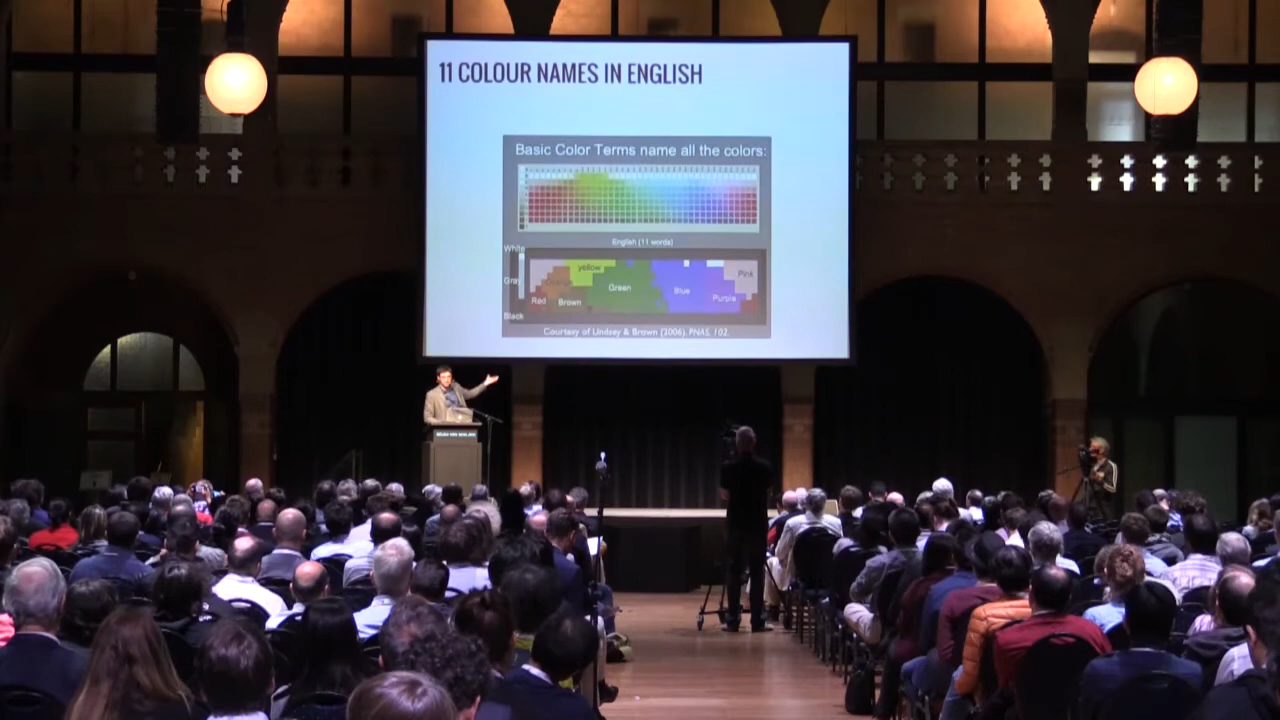 11 COLOUR NAMES IN ENGLISH
Basic Color Terms name all the colors:
English (11 words)
White
Gray
Black
yellow
Orange
Red
Brown
Green
Blue
Purple
Pink
Courtesy of Lindsey & Brown (2006), PNAS, 102.